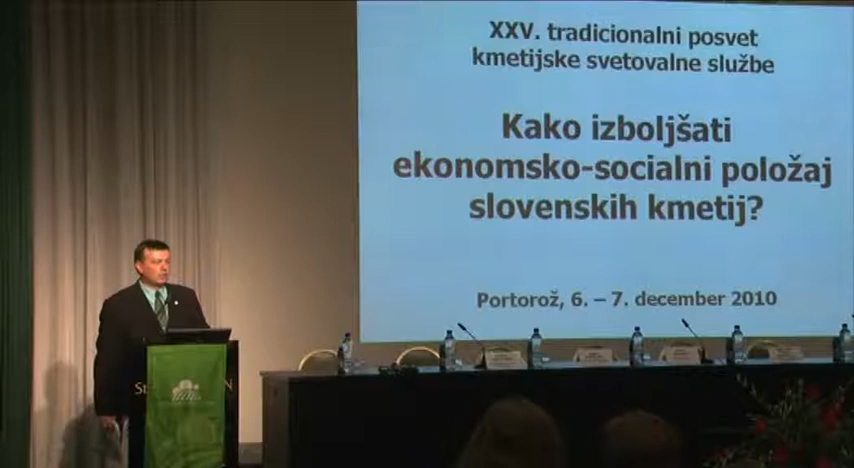 XXV. tradicionalni posvet
kmetijske svetovalne službe
Kako izboljšati
ekonomsko-socialni položaj
slovenskih kmetij?
Portorož, 6. – 7. december 2010